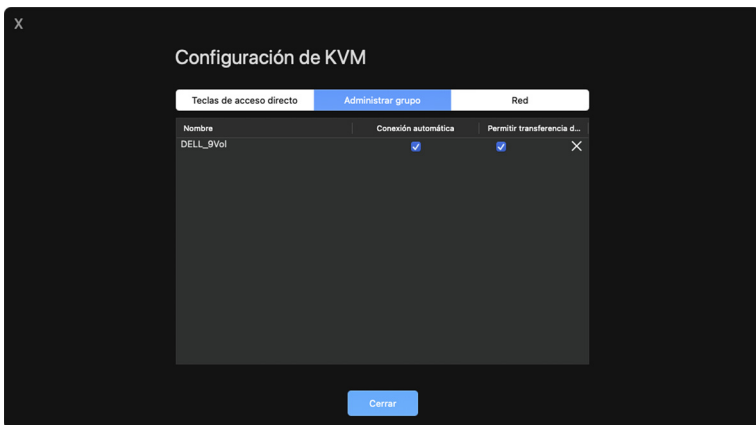 X
Configuración de KVM
Teclas de acceso directo Administrar grupo Red
Nombre Conexión automática Permitir transferencia d...
DELL_9Vol
Cerrar